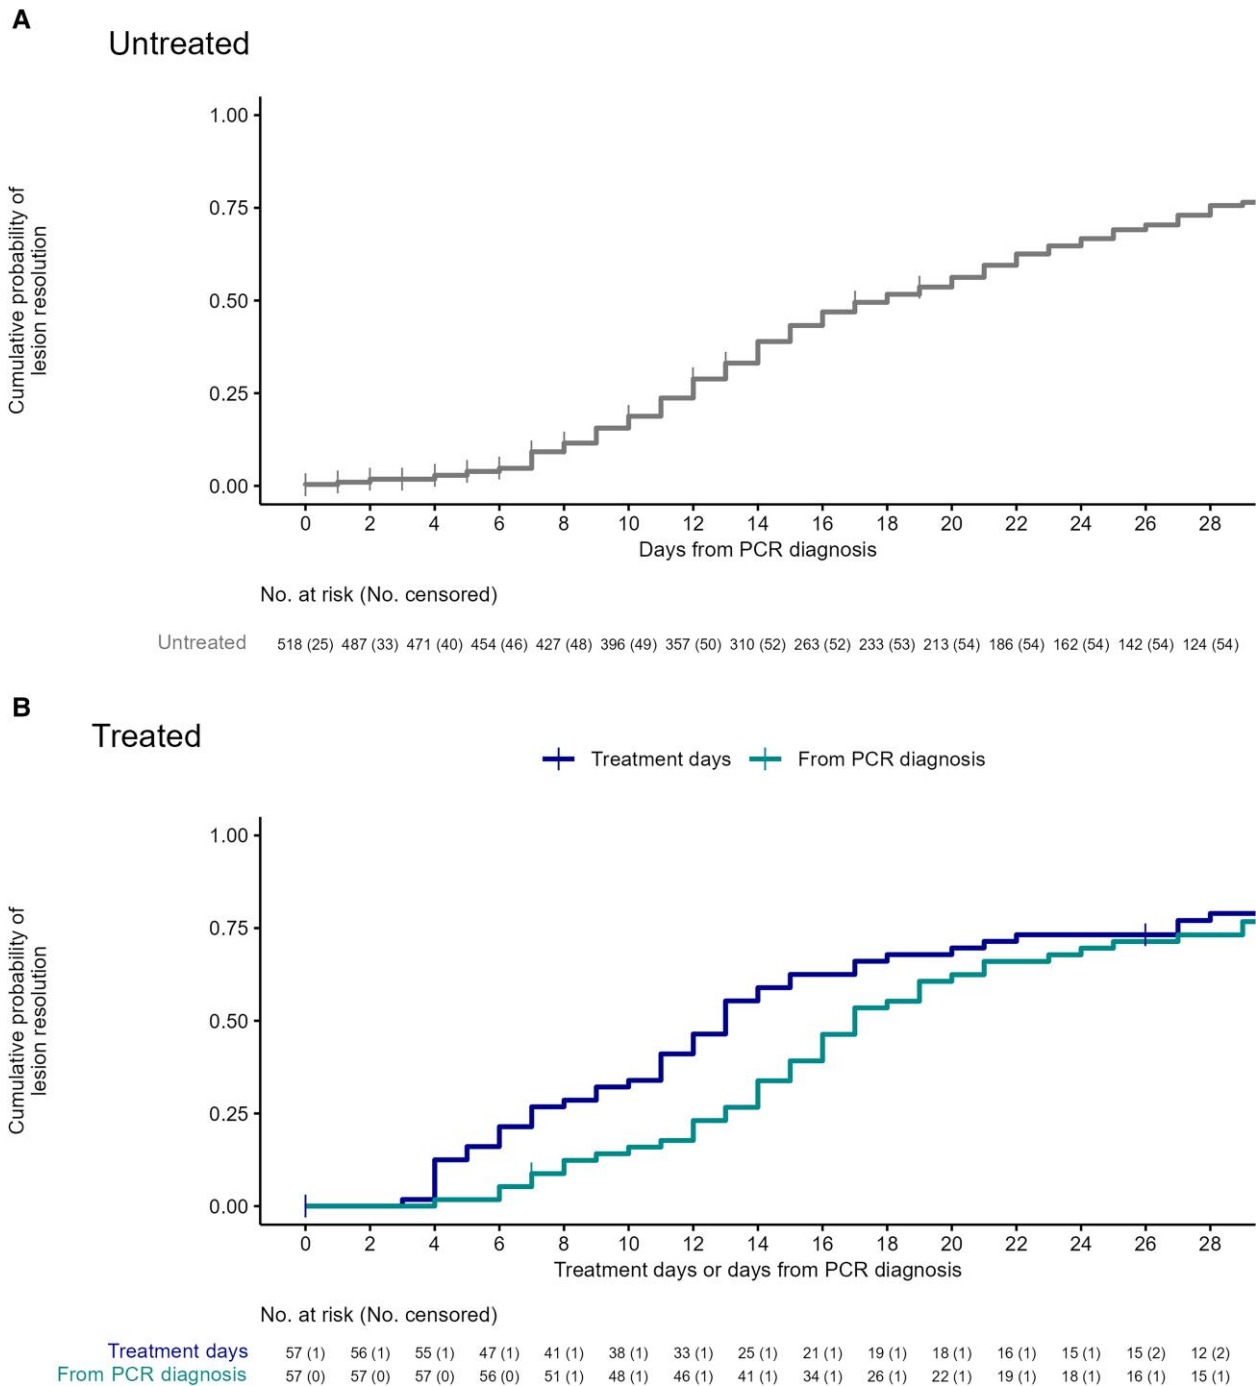 A
Untreated
1.00
0.75
0.50
0.25
0.00
Cumulative probability of
lesion resolution
0 2 4 6 8 10 12 14 16 18 20 22 24 26 28
Days from PCR diagnosis
No. at risk (No. censored)
Untreated 518 (25) 487 (33) 471 (40) 454 (46) 427 (48) 396 (49) 357 (50) 310 (52) 263 (52) 233 (53) 213 (54) 186 (54) 162 (54) 142 (54) 124 (54)
B
Treated
Treatment days From PCR diagnosis
1.00
0.75
0.50
0.25
0.00
Cumulative probability of
lesion resolution
0 2 4 6 8 10 12 14 16 18 20 22 24 26 28
Treatment days or days from PCR diagnosis
No. at risk (No. censored)
Treatment days 57 (1) 56 (1) 55 (1) 47 (1) 41 (1) 38 (1) 33 (1) 25 (1) 21 (1) 19 (1) 18 (1) 16 (1) 15 (1) 15 (2) 12 (2)
From PCR diagnosis 57 (0) 57 (0) 57 (0) 56 (0) 51 (1) 48 (1) 46 (1) 41 (1) 34 (1) 26 (1) 22 (1) 19 (1) 18 (1) 16 (1) 15 (1)